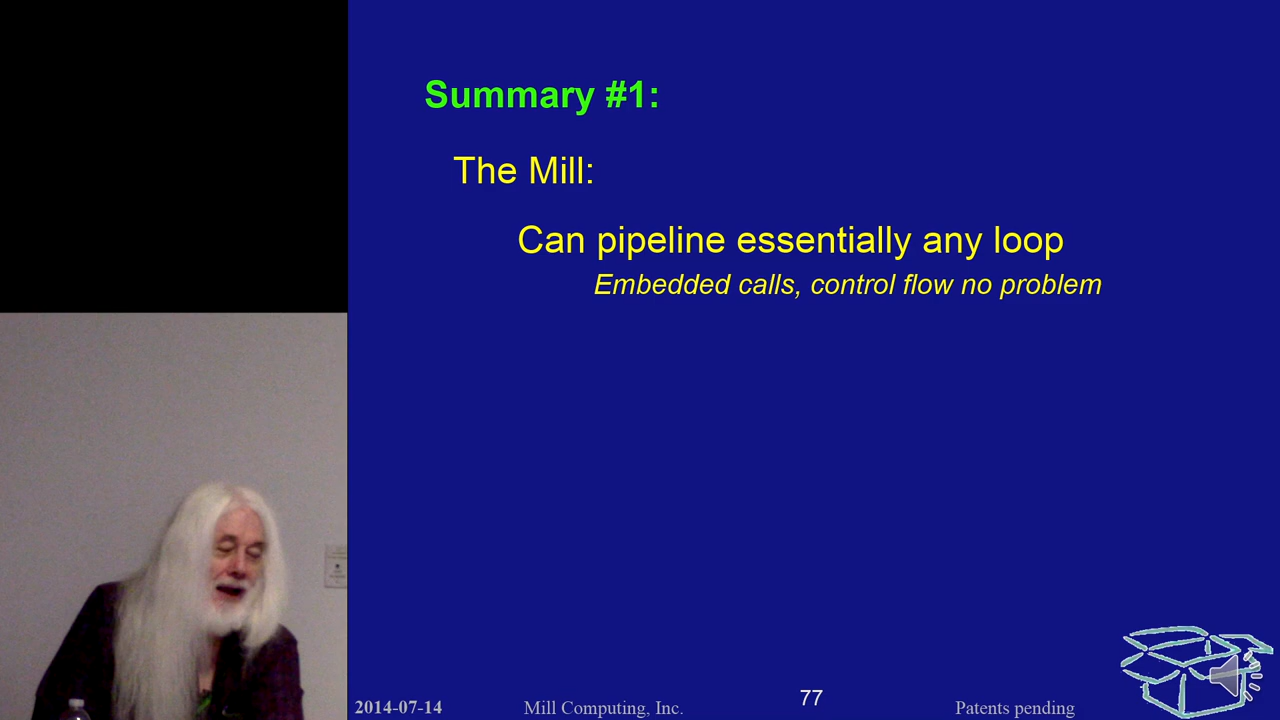 Summary #1:
The Mill:
Can pipeline essentially any loop
Embedded calls, control flow no problem
2014-07-14
Mill Computing, Inc.
77
Patents pending